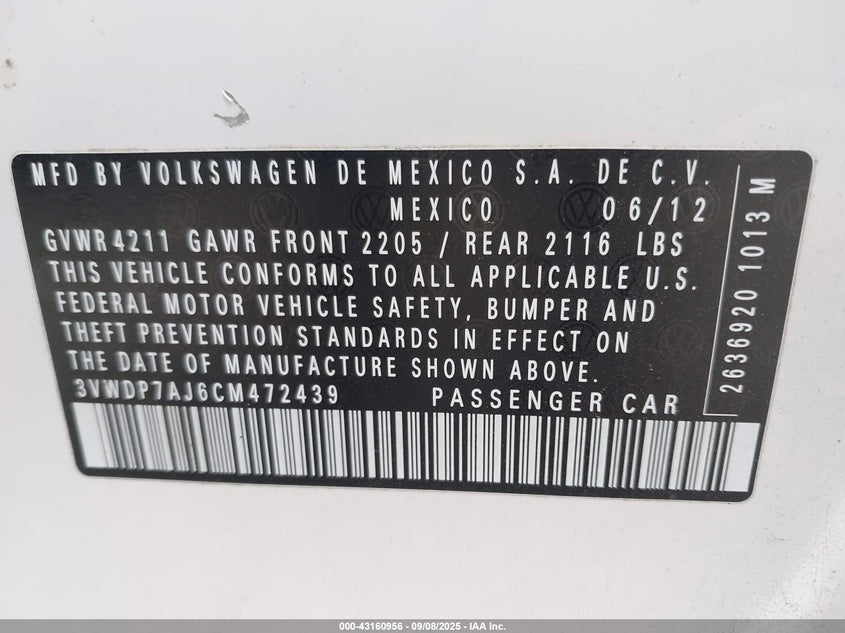 MFD BY VOLKSWAGEN DE MEXICO S.A. DE C.V.
MEXICO 06/12
GVWR 4211 GAWR FRONT 2205 / REAR 2116 LBS
THIS VEHICLE CONFORMS TO ALL APPLICABLE U.S.
FEDERAL MOTOR VEHICLE SAFETY, BUMPER AND
THEFT PREVENTION STANDARDS IN EFFECT ON
THE DATE OF MANUFACTURE SHOWN ABOVE.
3VWDP7AJ6CM472439 PASSENGER CAR
2636920 1013 M
000-43160956 - 09/08/2025 - IAA Inc.